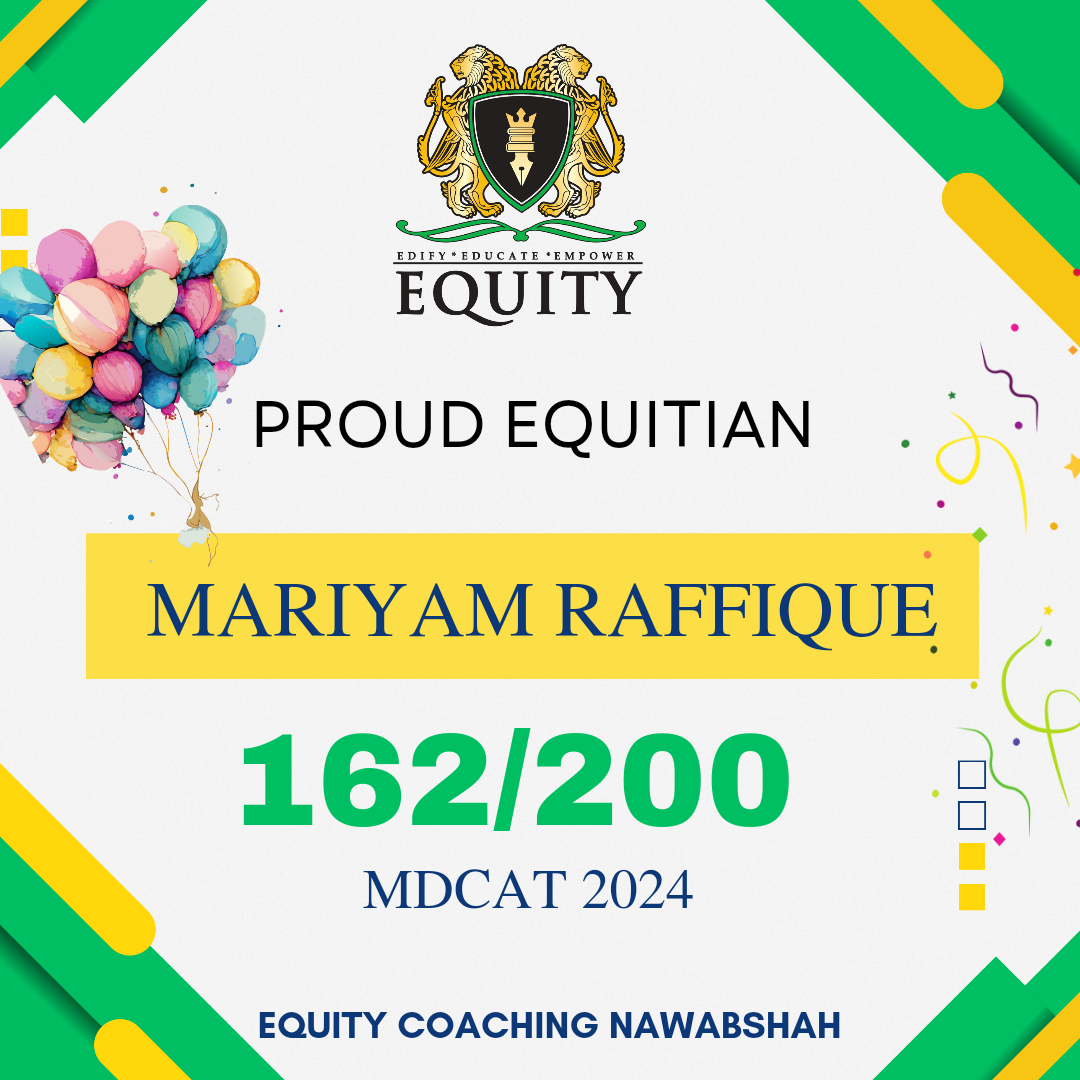 EDIFY *EDUCATE *EMPOWER
EQUITY
PROUD EQUITIAN
MARIYAM RAFFIQUE
162/200
MDCAT 2024
EQUITY COACHING NAWABSHAH